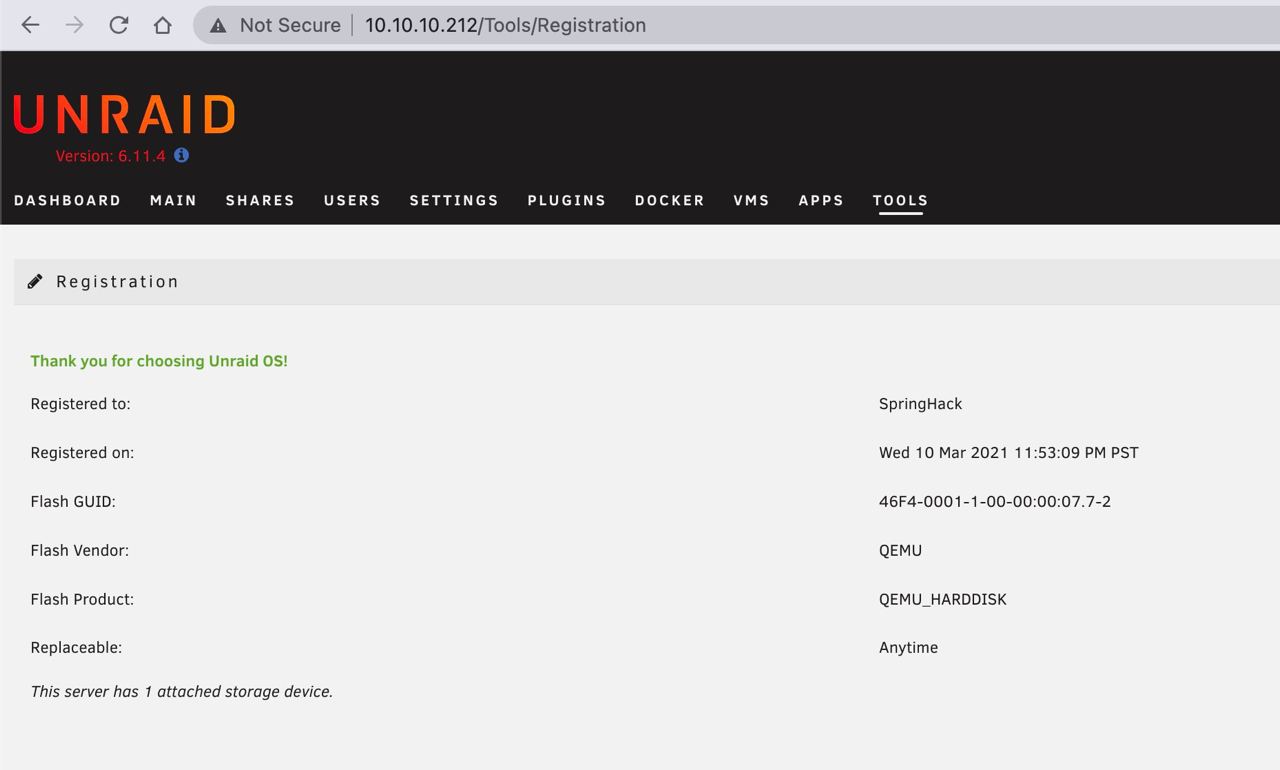 Not Secure | 10.10.10.212/Tools/Registration
UNRAID
Version: 6.11.4
DASHBOARD MAIN SHARES USERS SETTINGS PLUGINS DOCKER VMS APPS TOOLS
Registration
Thank you for choosing Unraid OS!
Registered to: SpringHack
Registered on: Wed 10 Mar 2021 11:53:09 PM PST
Flash GUID: 46F4-0001-1-00-00:00:07.7-2
Flash Vendor: QEMU
Flash Product: QEMU_HARDDISK
Replaceable: Anytime
This server has 1 attached storage device.